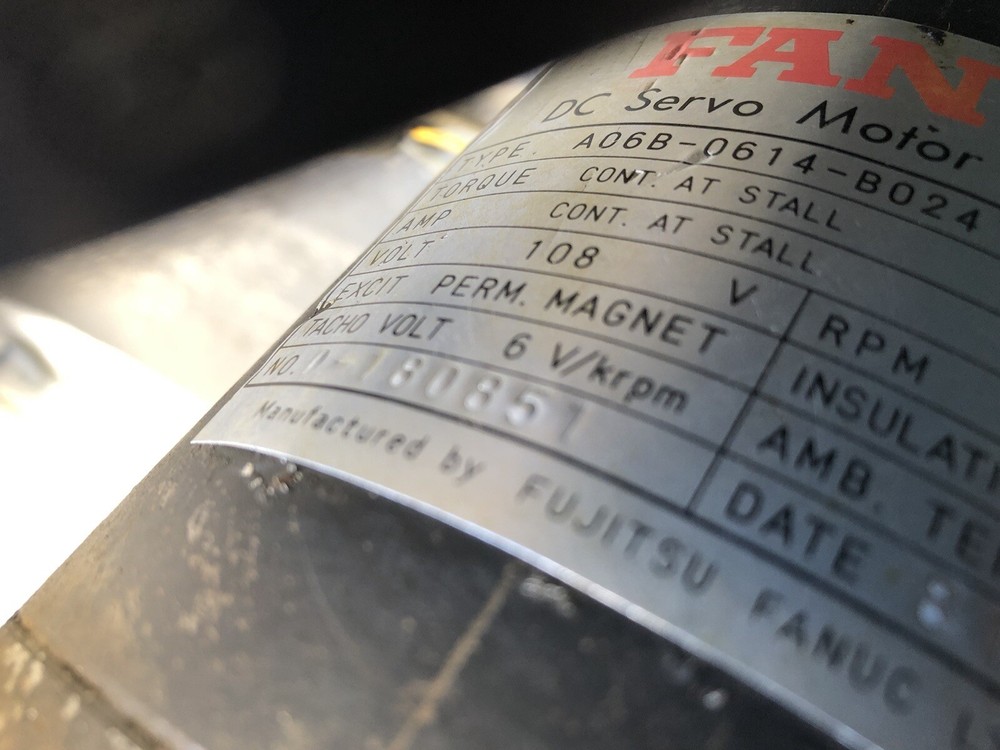 FAN
DC Servo Motor
TYPE. A06B-0614-B024
TORQUE CONT. AT STALL
AMP CONT. AT STALL
VOLT 108 V RPM
EXCIT PERM. MAGNET INSULATI
TACHO VOLT 6 V/krpm AMB. TE
NO. DATE 8
Manufactured by FUJITSU FANUC L